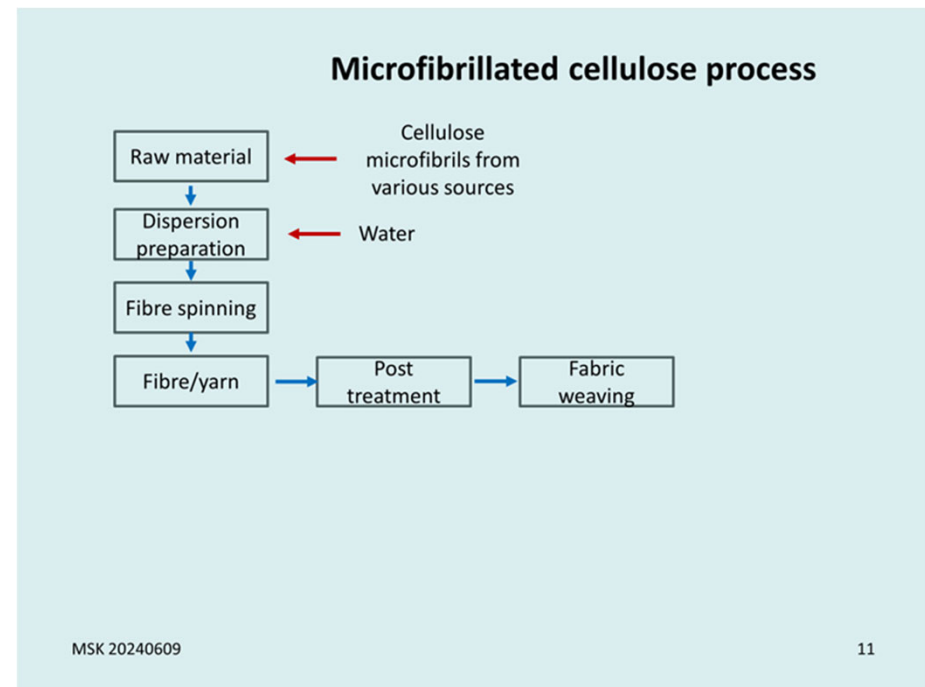 Microfibrillated cellulose process
Raw material
Cellulose
microfibrils from
various sources
Dispersion
preparation
Water
Fibre spinning
Fibre/yarn
Post
treatment
Fabric
weaving
MSK 20240609
11